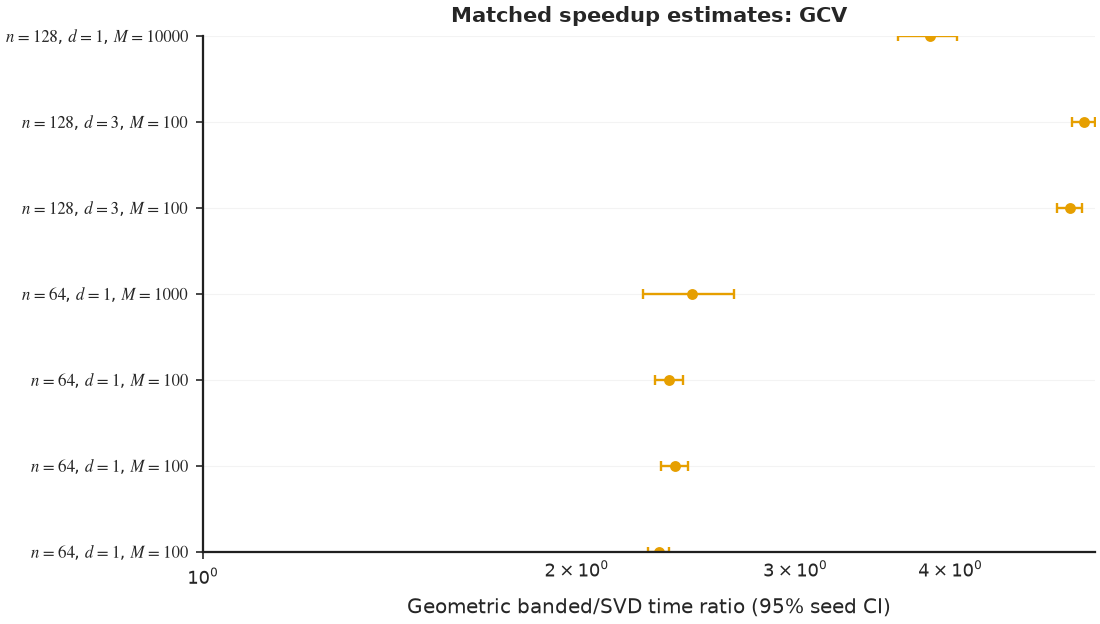 Matched speedup estimates: GCV
n = 128, d = 1, M = 10000
n = 128, d = 3, M = 100
n = 128, d = 3, M = 100
n = 64, d = 1, M = 1000
n = 64, d = 1, M = 100
n = 64, d = 1, M = 100
n = 64, d = 1, M = 100
10⁰ 2 × 10⁰ 3 × 10⁰ 4 × 10⁰
Geometric banded/SVD time ratio (95% seed CI)